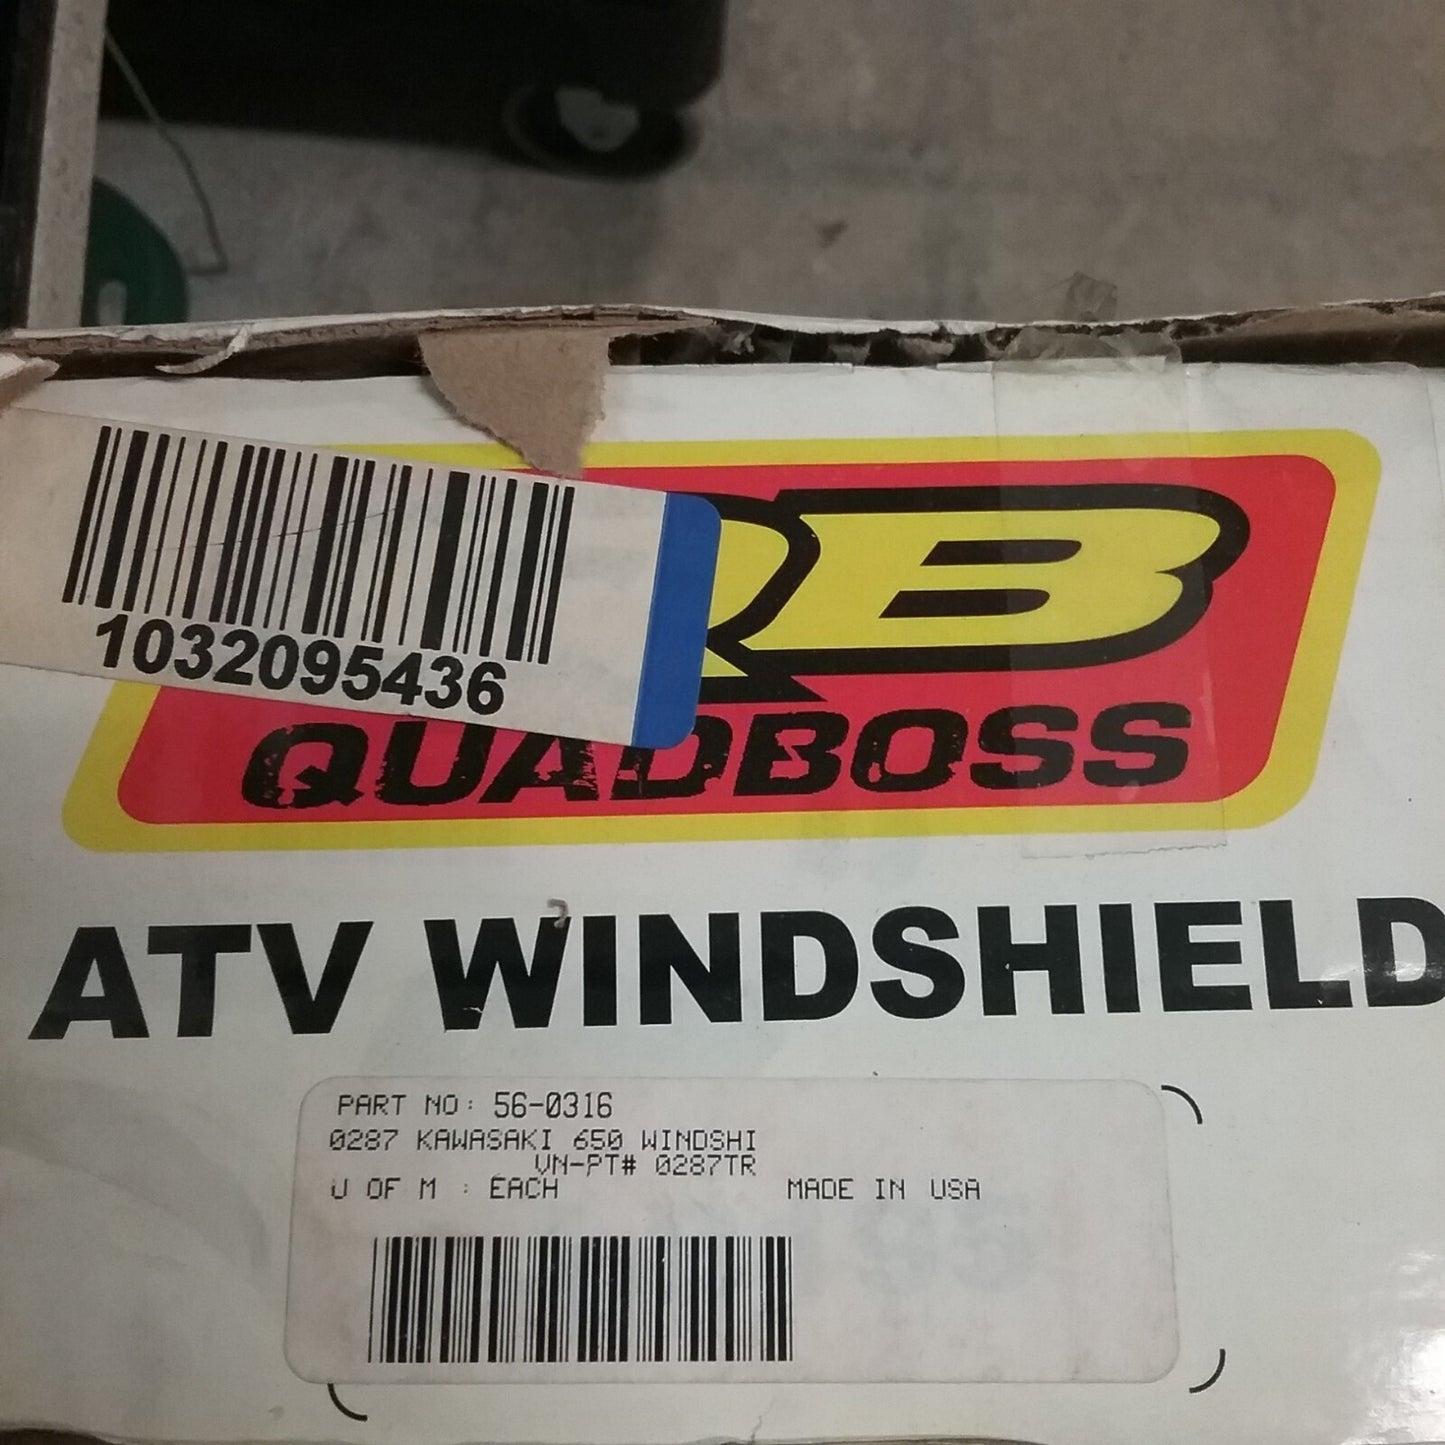 1032095436
QB
QUADBOSS
ATV WINDSHIELD
PART NO: 56-0316
0287 KAWASAKI 650 WINDSHI
VN-PT# 0287TR
U OF M : EACH MADE IN USA